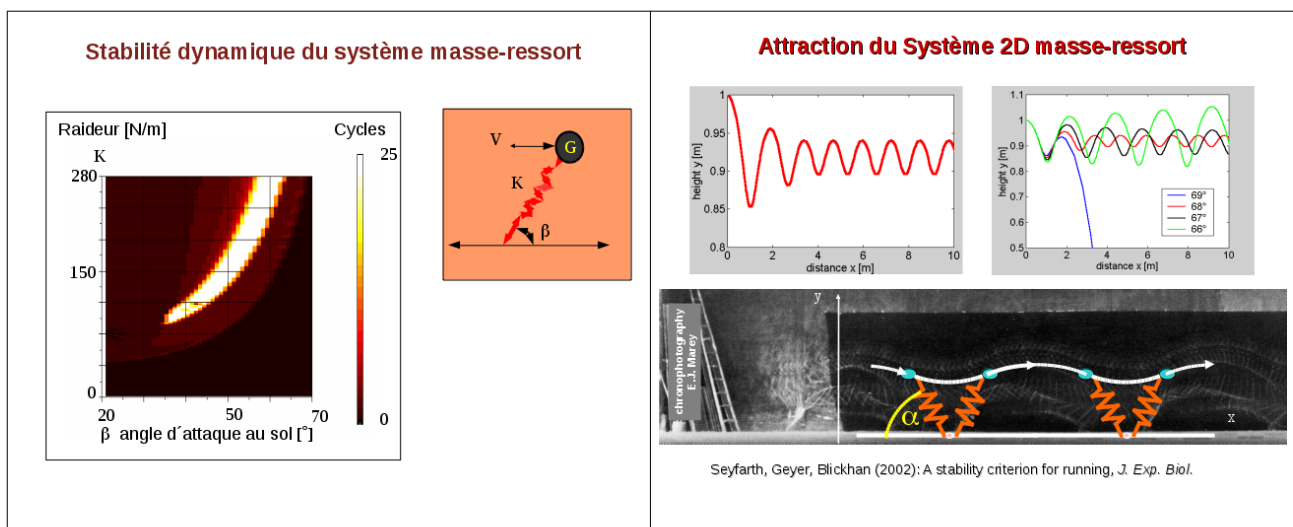 Stabilité dynamique du système masse-ressort
Raideur [N/m]
Cycles
K
280
150
0
25
0
20
50
70
β angle d´attaque au sol [°]
V
G
K
β
Attraction du Système 2D masse-ressort
1
0.95
0.9
0.85
0.8
height y [m]
0 2 4 6 8 10
distance x [m]
1.1
1
0.9
0.8
0.7
0.6
0.5
height y [m]
69°
68°
67°
66°
0 2 4 6 8 10
distance x [m]
chronophotography
E.J. Marey
y
α
x
Seyfarth, Geyer, Blickhan (2002): A stability criterion for running, J. Exp. Biol.